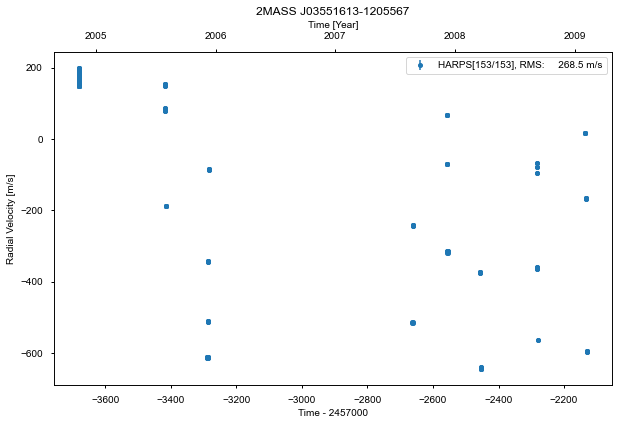 2MASS J03551613-1205567
Time [Year]
2005 2006 2007 2008 2009
HARPS[153/153], RMS: 268.5 m/s
Radial Velocity [m/s]
200
0
−200
−400
−600
−3600 −3400 −3200 −3000 −2800 −2600 −2400 −2200
Time - 2457000